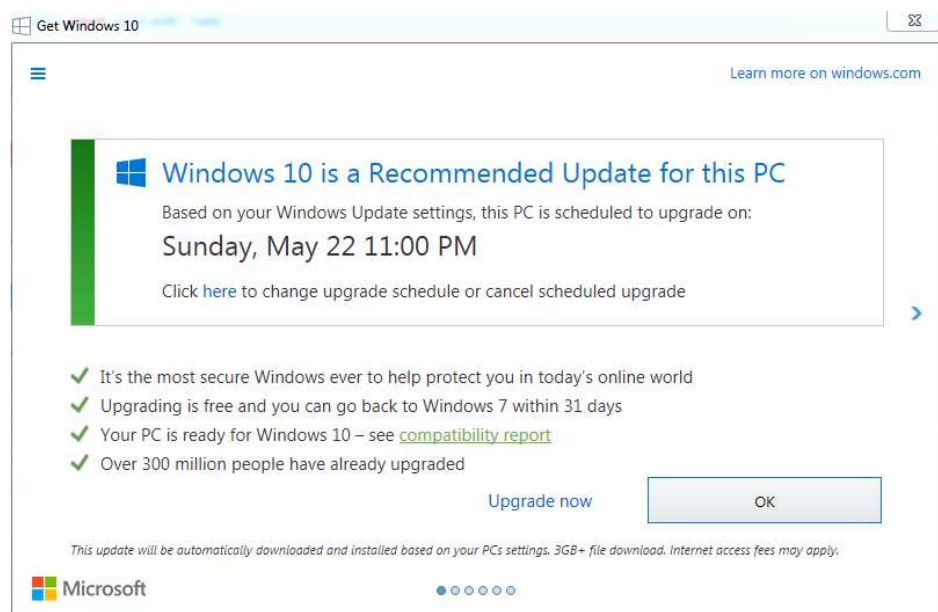 Get Windows 10
Learn more on windows.com
Windows 10 is a Recommended Update for this PC
Based on your Windows Update settings, this PC is scheduled to upgrade on:
Sunday, May 22 11:00 PM
Click here to change upgrade schedule or cancel scheduled upgrade
It's the most secure Windows ever to help protect you in today's online world
Upgrading is free and you can go back to Windows 7 within 31 days
Your PC is ready for Windows 10 – see compatibility report
Over 300 million people have already upgraded
Upgrade now
OK
This update will be automatically downloaded and installed based on your PCs settings. 3GB+ file download. Internet access fees may apply.
Microsoft